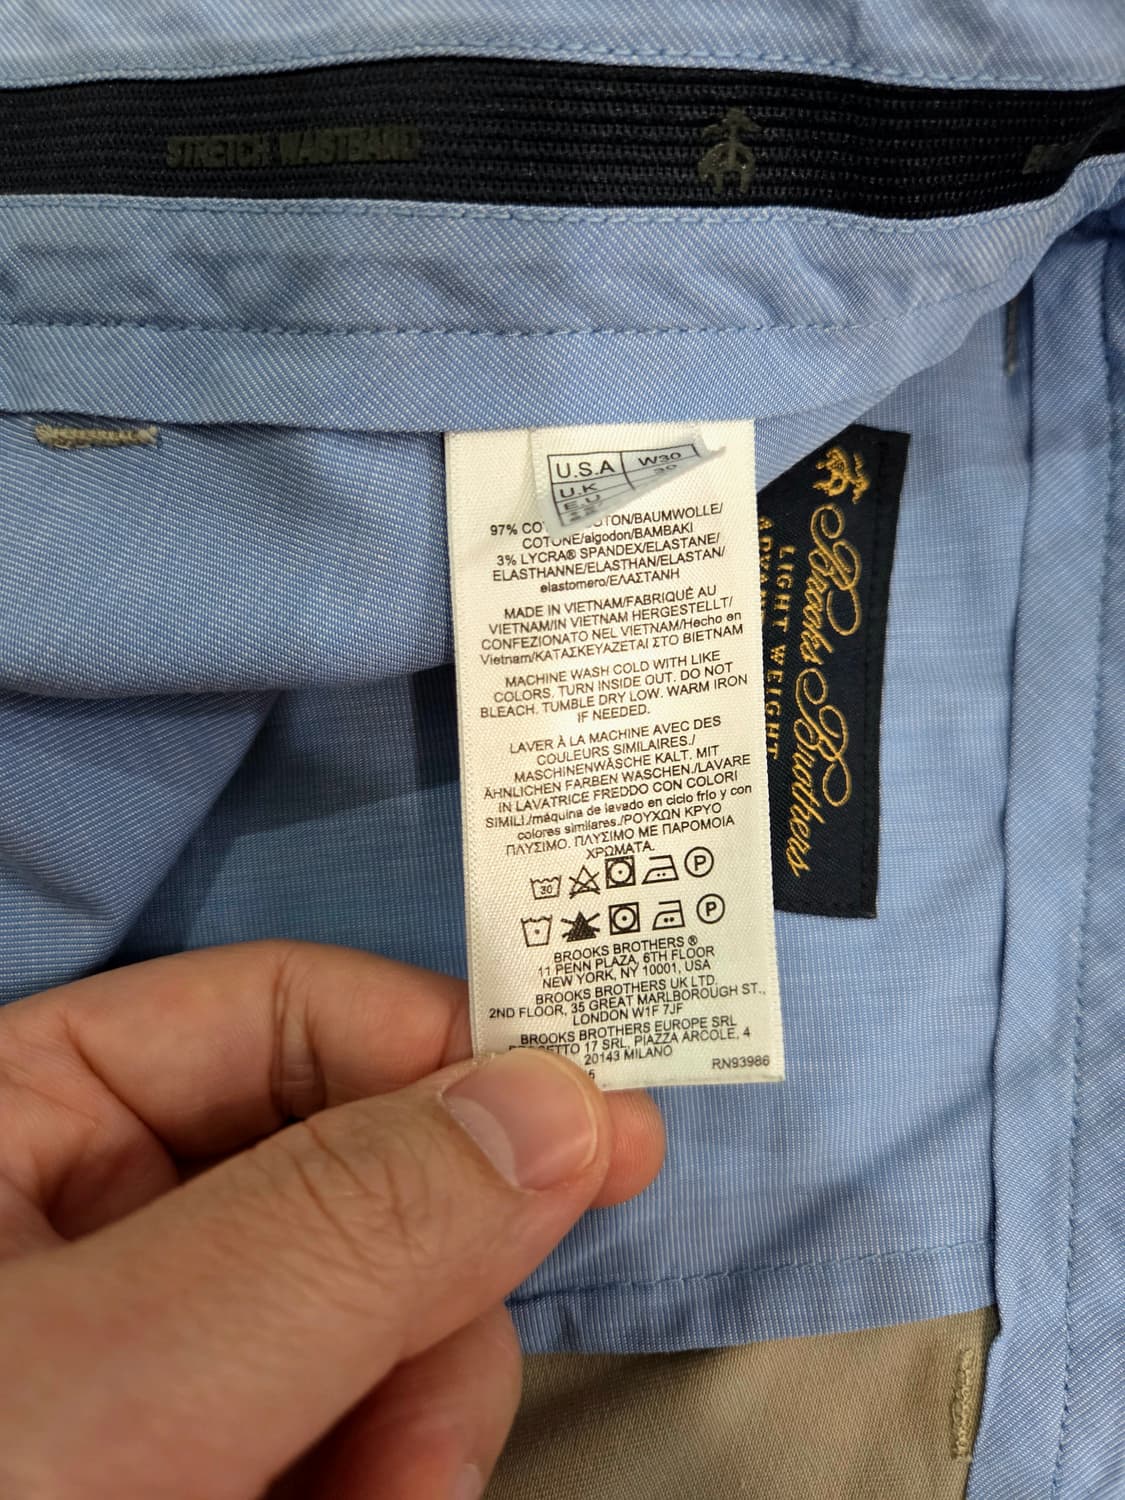 STRETCH WAISTBAND
U.S.A W30
U.K 30
E.U
97% COTTON/BAUMWOLLE/
COTONE/algodon/BAMBAKI
3% LYCRA® SPANDEX/ELASTANE/
ELASTHANNE/ELASTHAN/ELASTAN/
elastomero/ΕΛΑΣΤΑΝΗ
MADE IN VIETNAM/FABRIQUÉ AU
VIETNAM/IN VIETNAM HERGESTELLT/
CONFEZIONATO NEL VIETNAM/Hecho en
Vietnam/ΚΑΤΑΣΚΕΥΑΖΕΤΑΙ ΣΤΟ ΒΙΕΤΝΑΜ
MACHINE WASH COLD WITH LIKE
COLORS. TURN INSIDE OUT. DO NOT
BLEACH. TUMBLE DRY LOW. WARM IRON
IF NEEDED.
LAVER À LA MACHINE AVEC DES
COULEURS SIMILAIRES./
MASCHINENWÄSCHE KALT. MIT
ÄHNLICHEN FARBEN WASCHEN./LAVARE
IN LAVATRICE FREDDO CON COLORI
SIMILI./máquina de lavado en ciclo frío y con
colores similares./ΡΟΥΧΩΝ ΚΡΥΟ
ΠΛΥΣΙΜΟ. ΠΛΥΣΙΜΟ ΜΕ ΠΑΡΟΜΟΙΑ
ΧΡΩΜΑΤΑ.
30 P
P
BROOKS BROTHERS ®
11 PENN PLAZA, 6TH FLOOR
NEW YORK, NY 10001, USA
BROOKS BROTHERS UK LTD.
2ND FLOOR, 35 GREAT MARLBOROUGH ST.,
LONDON W1F 7JF
BROOKS BROTHERS EUROPE SRL
17 SRL, PIAZZA ARCOLE, 4
20143 MILANO
RN93986
Brooks Brothers
LIGHT WEIGHT